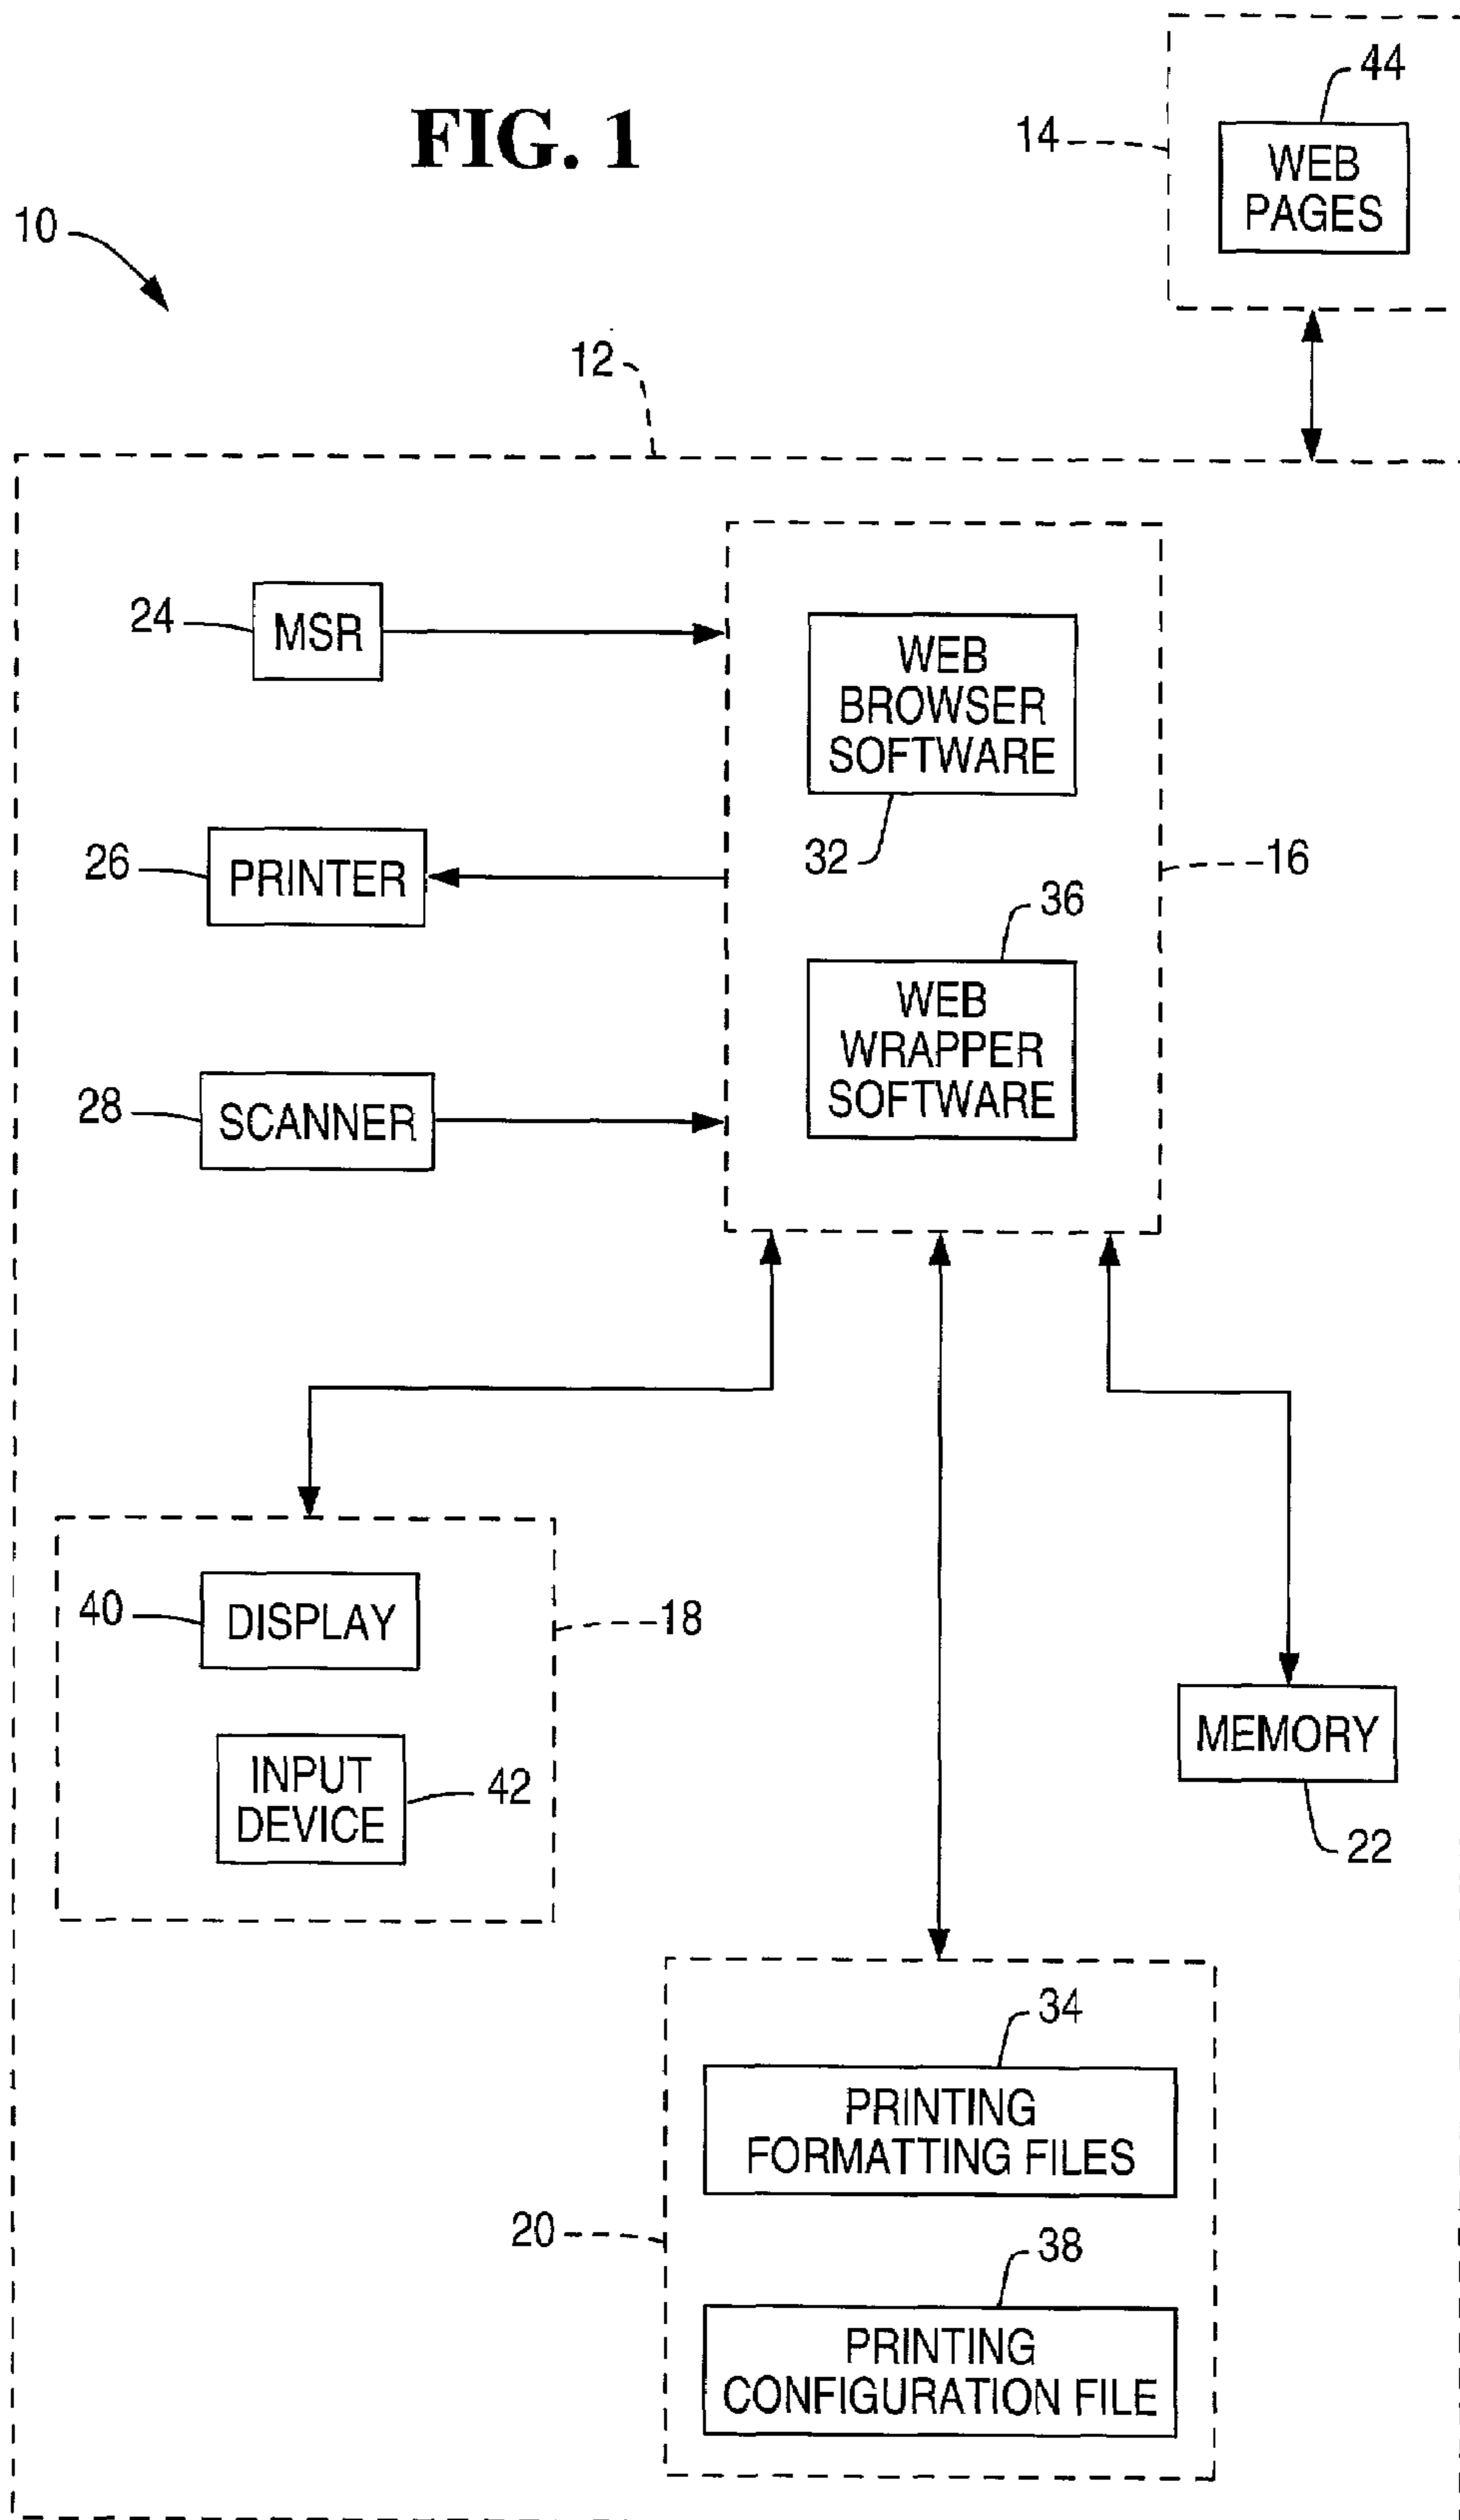 FIG. 1
44
14
WEB
PAGES
10
12
24
MSR
WEB
BROWSER
SOFTWARE
32
16
26
PRINTER
36
WEB
WRAPPER
SOFTWARE
28
SCANNER
40
DISPLAY
18
INPUT
DEVICE
42
MEMORY
22
34
PRINTING
FORMATTING FILES
20
38
PRINTING
CONFIGURATION FILE